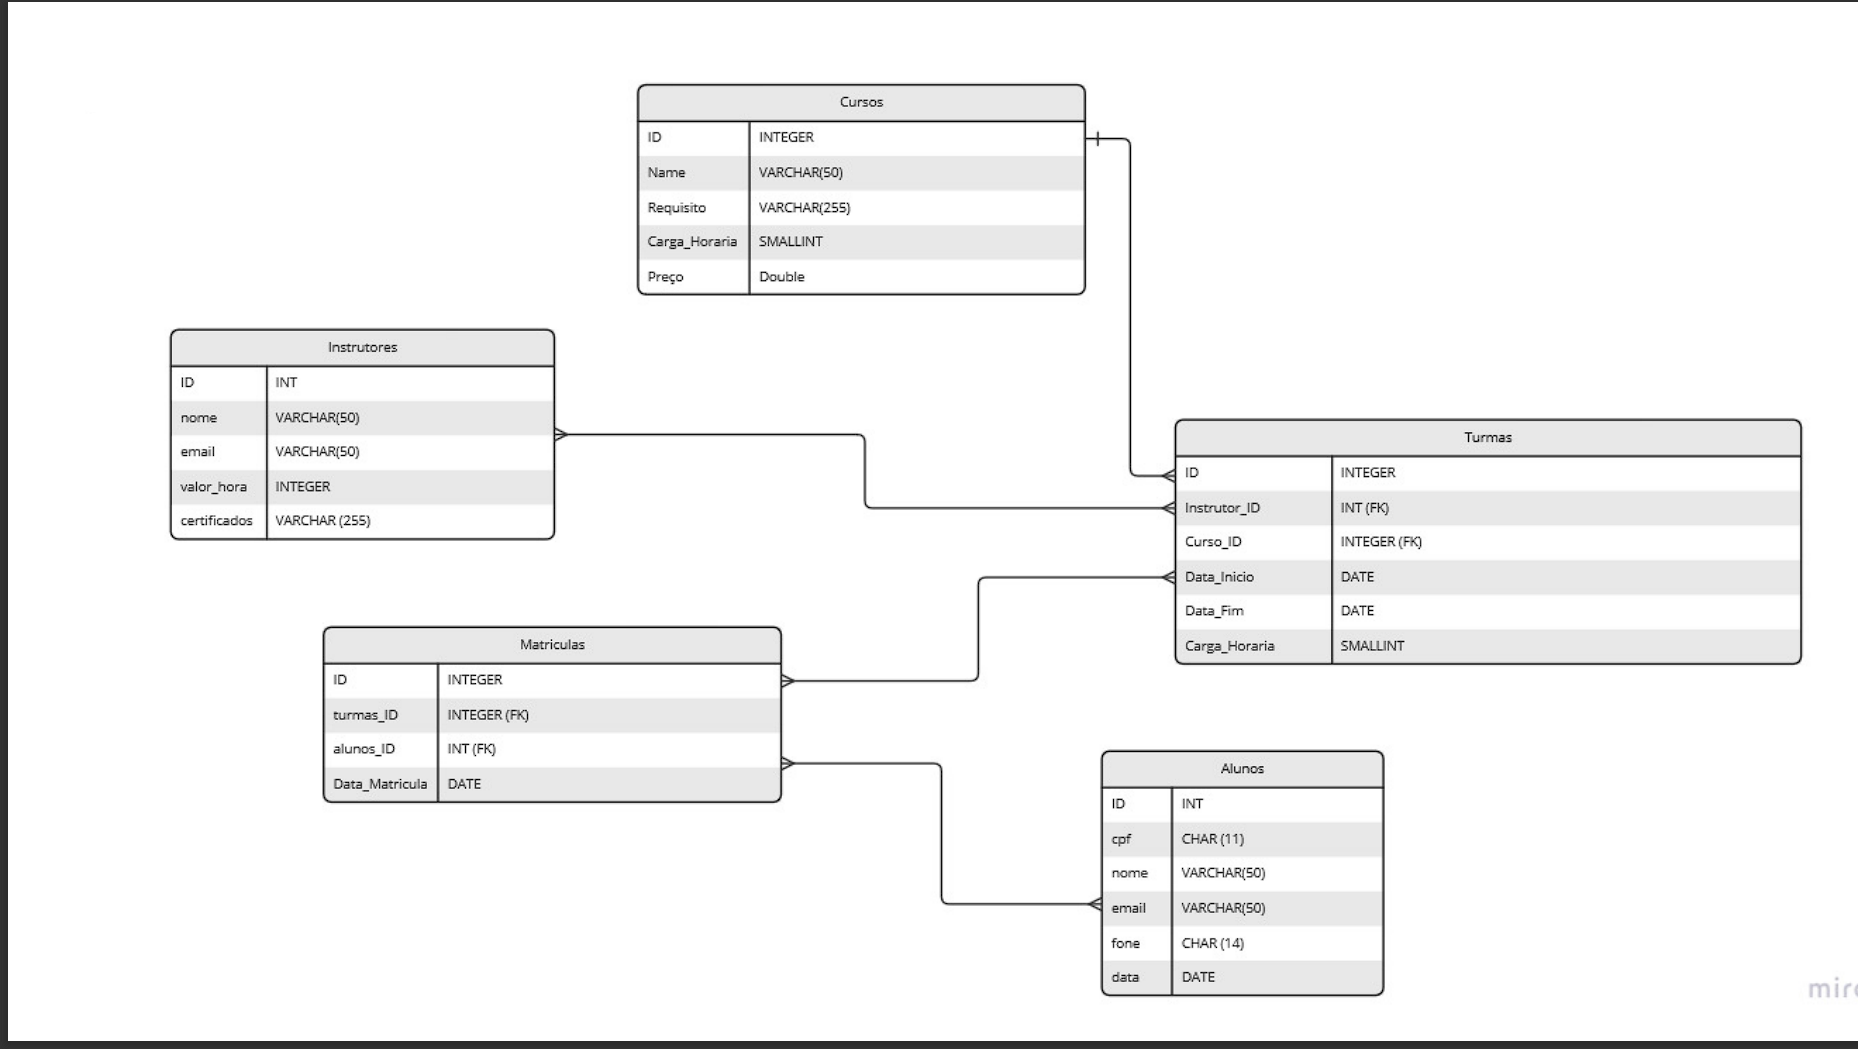 Cursos
ID INTEGER
Name VARCHAR(50)
Requisito VARCHAR(255)
Carga_Horaria SMALLINT
Preço Double
Instrutores
ID INT
nome VARCHAR(50)
email VARCHAR(50)
valor_hora INTEGER
certificados VARCHAR (255)
Turmas
ID INTEGER
Instrutor_ID INT (FK)
Curso_ID INTEGER (FK)
Data_Inicio DATE
Data_Fim DATE
Carga_Horaria SMALLINT
Matriculas
ID INTEGER
turmas_ID INTEGER (FK)
alunos_ID INT (FK)
Data_Matricula DATE
Alunos
ID INT
cpf CHAR (11)
nome VARCHAR(50)
email VARCHAR(50)
fone CHAR (14)
data DATE